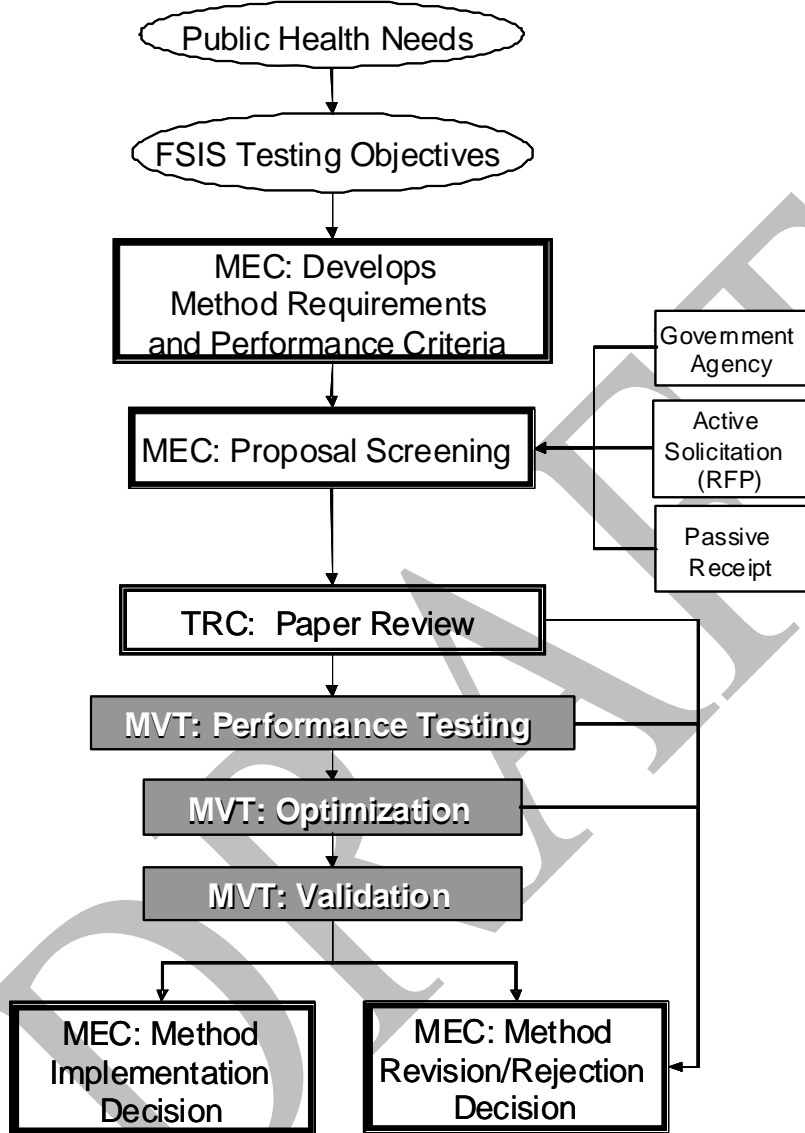 Public Health Needs
FSIS Testing Objectives
MEC: Develops
Method Requirements
and Performance Criteria
Government
Agency
MEC: Proposal Screening
Active
Solicitation
(RFP)
Passive
Receipt
TRC: Paper Review
MVT: Performance Testing
MVT: Optimization
MVT: Validation
MEC: Method
Implementation
Decision
MEC: Method
Revision/Rejection
Decision
DRAFT